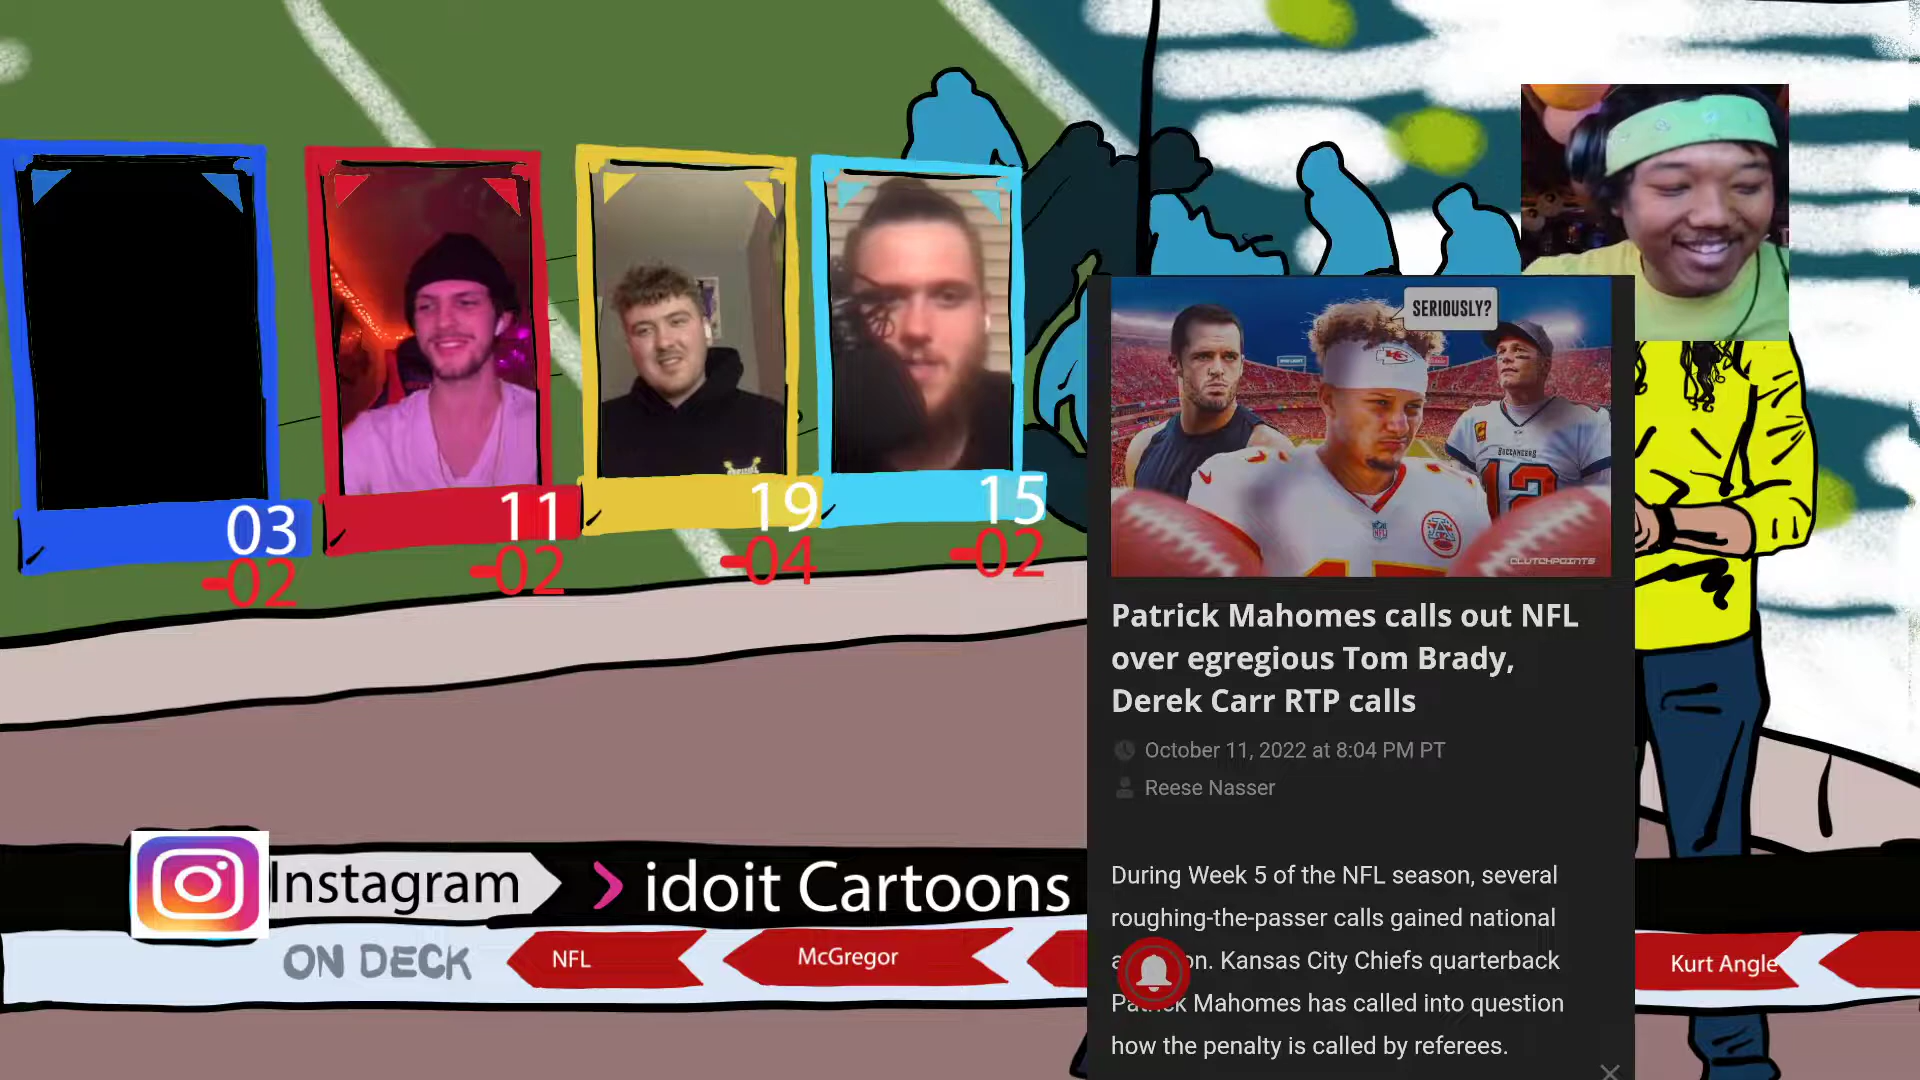 SERIOUSLY?
BUCCANEERS
12
NFL
CLUTCHPOINTS
03
-02
11
-02
19
-04
15
-02
Patrick Mahomes calls out NFL
over egregious Tom Brady,
Derek Carr RTP calls
October 11, 2022 at 8:04 PM PT
Reese Nasser
During Week 5 of the NFL season, several
roughing-the-passer calls gained national
on. Kansas City Chiefs quarterback
Mahomes has called into question
how the penalty is called by referees.
Instagram
idoit Cartoons
ON DECK
NFL
McGregor
Kurt Angle